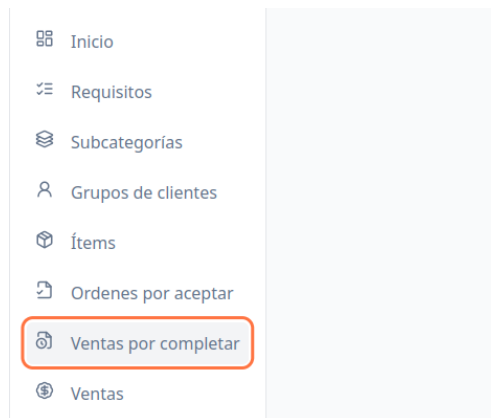 Inicio
Requisitos
Subcategorías
Grupos de clientes
Ítems
Ordenes por aceptar
Ventas por completar
Ventas